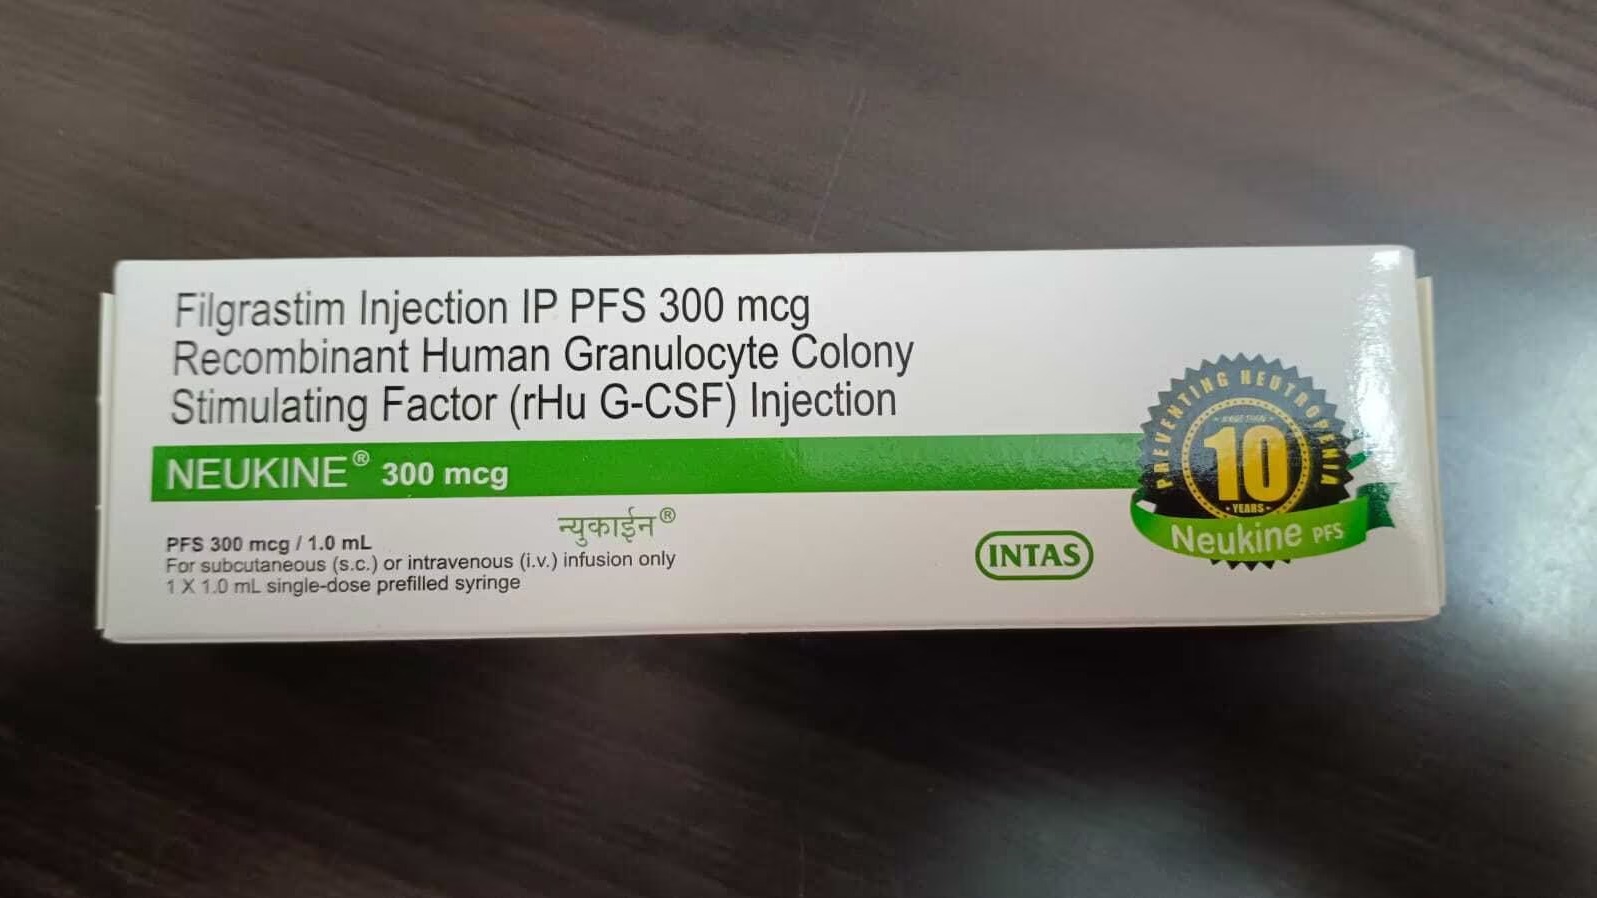 Filgrastim Injection IP PFS 300 mcg
Recombinant Human Granulocyte Colony
Stimulating Factor (rHu G-CSF) Injection
NEUKINE® 300 mcg
न्युकाईन®
PFS 300 mcg / 1.0 mL
For subcutaneous (s.c.) or intravenous (i.v.) infusion only
1 X 1.0 mL single-dose prefilled syringe
INTAS
PREVENTING NEUTROPENIA
MORE THAN
10
YEARS
Neukine PFS